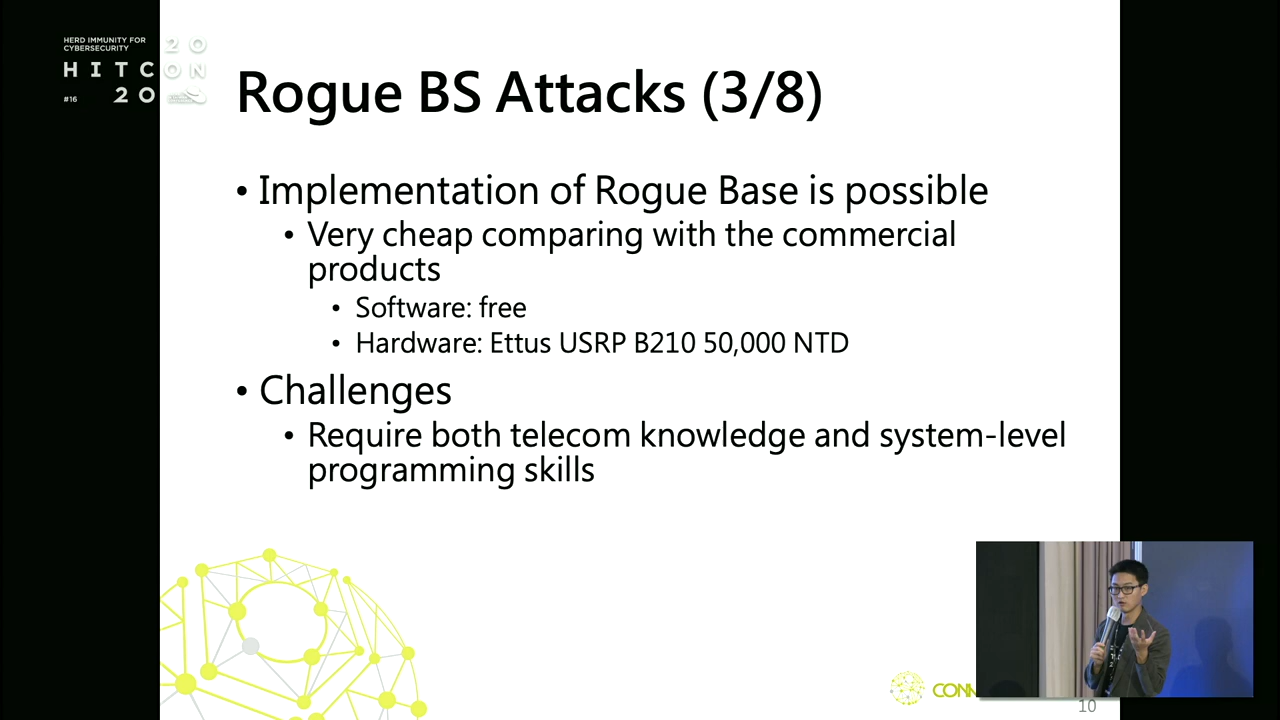 HERD IMMUNITY FOR
CYBERSECURITY
20
HITCON
#16
20
Rogue BS Attacks (3/8)
• Implementation of Rogue Base is possible
• Very cheap comparing with the commercial
products
• Software: free
• Hardware: Ettus USRP B210 50,000 NTD
• Challenges
• Require both telecom knowledge and system-level
programming skills
10